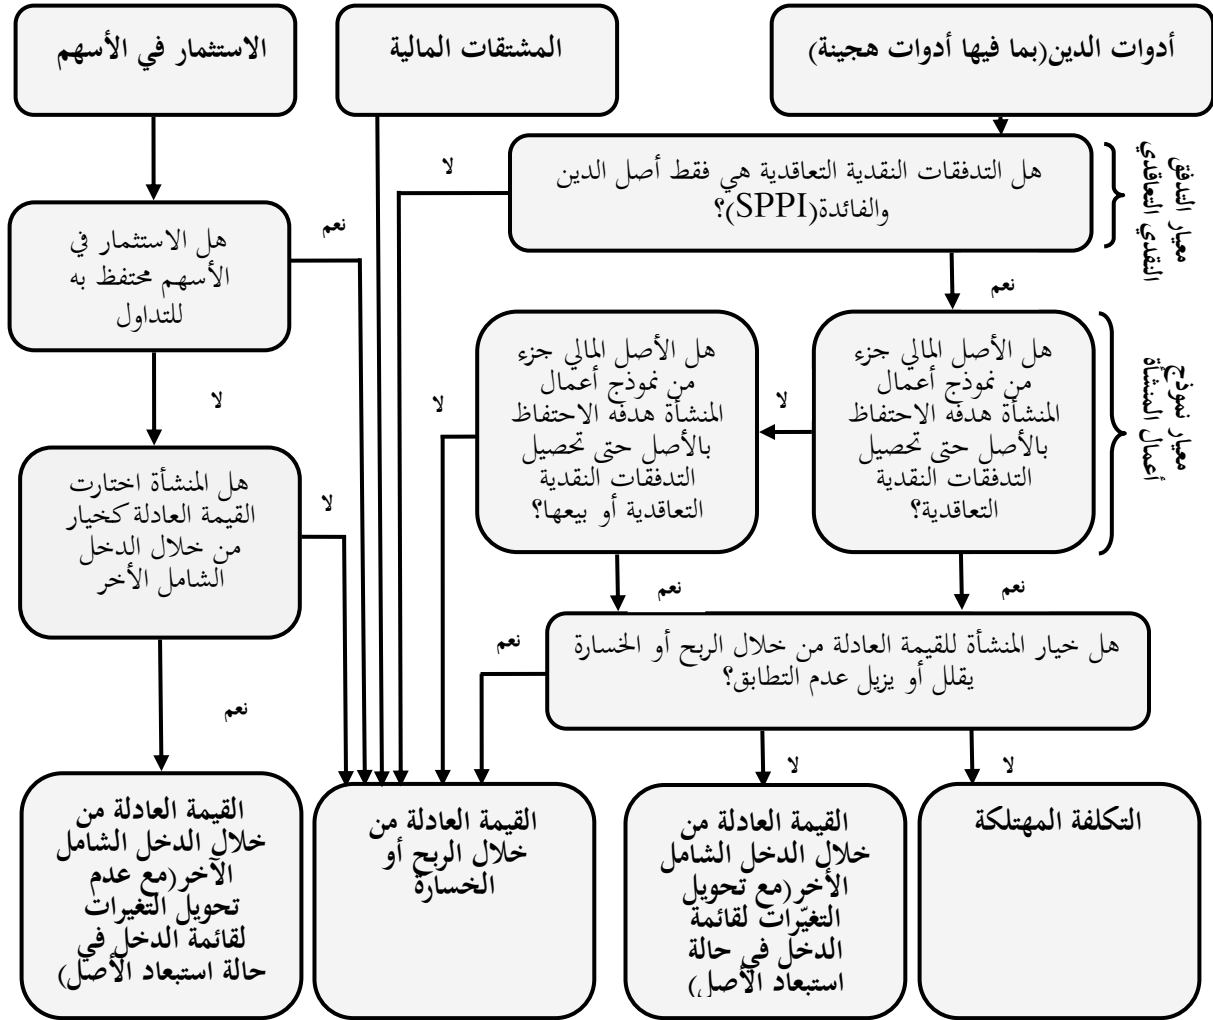 أدوات الدين(بما فيها أدوات هجينة)
المشتقات المالية
الاستثمار في الأسهم
معيار التدفق
النقدي التعاقدي
هل التدفقات النقدية التعاقدية هي فقط أصل الدين
والفائدة(SPPI)؟
لا
نعم
هل الاستثمار في
الأسهم محتفظ به
للتداول
نعم
لا
معيار نموذج
أعمال المنشأة
هل الأصل المالي جزء
من نموذج أعمال
المنشأة هدفه الاحتفاظ
بالأصل حتى تحصيل
التدفقات النقدية
التعاقدية؟
لا
هل الأصل المالي جزء
من نموذج أعمال
المنشأة هدفه الاحتفاظ
بالأصل حتى تحصيل
التدفقات النقدية
التعاقدية أو بيعها؟
لا
هل المنشأة اختارت
القيمة العادلة كخيار
من خلال الدخل
الشامل الأخر
لا
نعم
نعم
نعم
هل خيار المنشأة للقيمة العادلة من خلال الربح أو الخسارة
يقلل أو يزيل عدم التطابق؟
نعم
لا
لا
التكلفة المهتلكة
القيمة العادلة من
خلال الدخل الشامل
الأخر(مع تحويل
التغيّرات لقائمة
الدخل في حالة
استبعاد الأصل)
القيمة العادلة من
خلال الربح أو
الخسارة
القيمة العادلة من
خلال الدخل الشامل
الآخر(مع عدم
تحويل التغيرات
لقائمة الدخل في
حالة استبعاد الأصل)